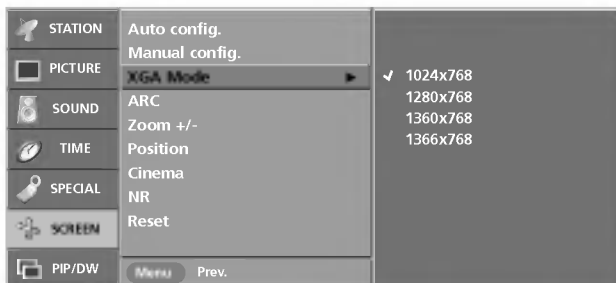 STATION
PICTURE
SOUND
TIME
SPECIAL
SCREEN
PIP/DW
Auto config.
Manual config.
XGA Mode
ARC
Zoom +/-
Position
Cinema
NR
Reset
Menu Prev.
1024x768
1280x768
1360x768
1366x768